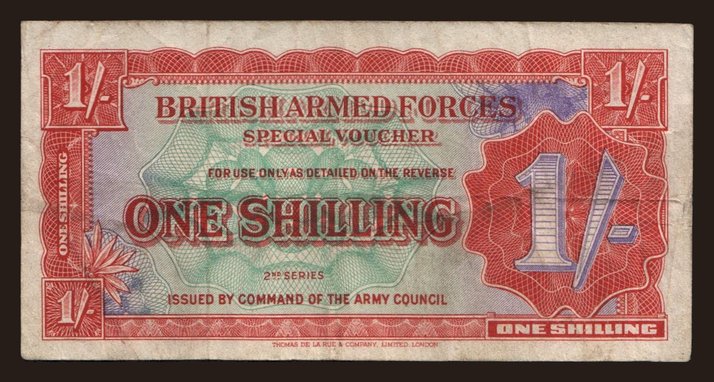 1/-
1/-
BRITISH ARMED FORCES
SPECIAL VOUCHER
FOR USE ONLY AS DETAILED ON THE REVERSE
ONE SHILLING
ONE SHILLING
1/-
2ND SERIES
ISSUED BY COMMAND OF THE ARMY COUNCIL
1/-
ONE SHILLING
THOMAS DE LA RUE & COMPANY, LIMITED, LONDON